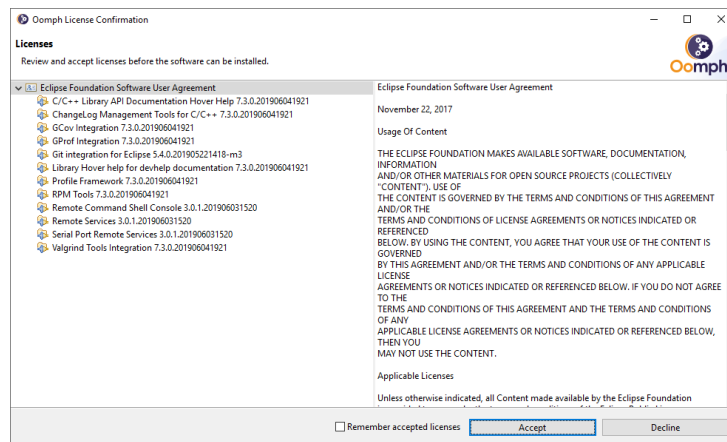 Oomph License Confirmation
Licenses
Review and accept licenses before the software can be installed.
Oomph
Eclipse Foundation Software User Agreement
C/C++ Library API Documentation Hover Help 7.3.0.201906041921
ChangeLog Management Tools for C/C++ 7.3.0.201906041921
GCov Integration 7.3.0.201906041921
GProf Integration 7.3.0.201906041921
Git integration for Eclipse 5.4.0.201905221418-m3
Library Hover help for devhelp documentation 7.3.0.201906041921
Profile Framework 7.3.0.201906041921
RPM Tools 7.3.0.201906041921
Remote Command Shell Console 3.0.1.201906031520
Remote Services 3.0.1.201906031520
Serial Port Remote Services 3.0.1.201906031520
Valgrind Tools Integration 7.3.0.201906041921
Eclipse Foundation Software User Agreement
November 22, 2017
Usage Of Content
THE ECLIPSE FOUNDATION MAKES AVAILABLE SOFTWARE, DOCUMENTATION,
INFORMATION
AND/OR OTHER MATERIALS FOR OPEN SOURCE PROJECTS (COLLECTIVELY
"CONTENT"). USE OF
THE CONTENT IS GOVERNED BY THE TERMS AND CONDITIONS OF THIS AGREEMENT
AND/OR THE
TERMS AND CONDITIONS OF LICENSE AGREEMENTS OR NOTICES INDICATED OR
REFERENCED
BELOW. BY USING THE CONTENT, YOU AGREE THAT YOUR USE OF THE CONTENT IS
GOVERNED
BY THIS AGREEMENT AND/OR THE TERMS AND CONDITIONS OF ANY APPLICABLE
LICENSE
AGREEMENTS OR NOTICES INDICATED OR REFERENCED BELOW. IF YOU DO NOT AGREE
TO THE
TERMS AND CONDITIONS OF THIS AGREEMENT AND THE TERMS AND CONDITIONS
OF ANY
APPLICABLE LICENSE AGREEMENTS OR NOTICES INDICATED OR REFERENCED BELOW,
THEN YOU
MAY NOT USE THE CONTENT.
Applicable Licenses
Unless otherwise indicated, all Content made available by the Eclipse Foundation
Remember accepted licenses
Accept
Decline